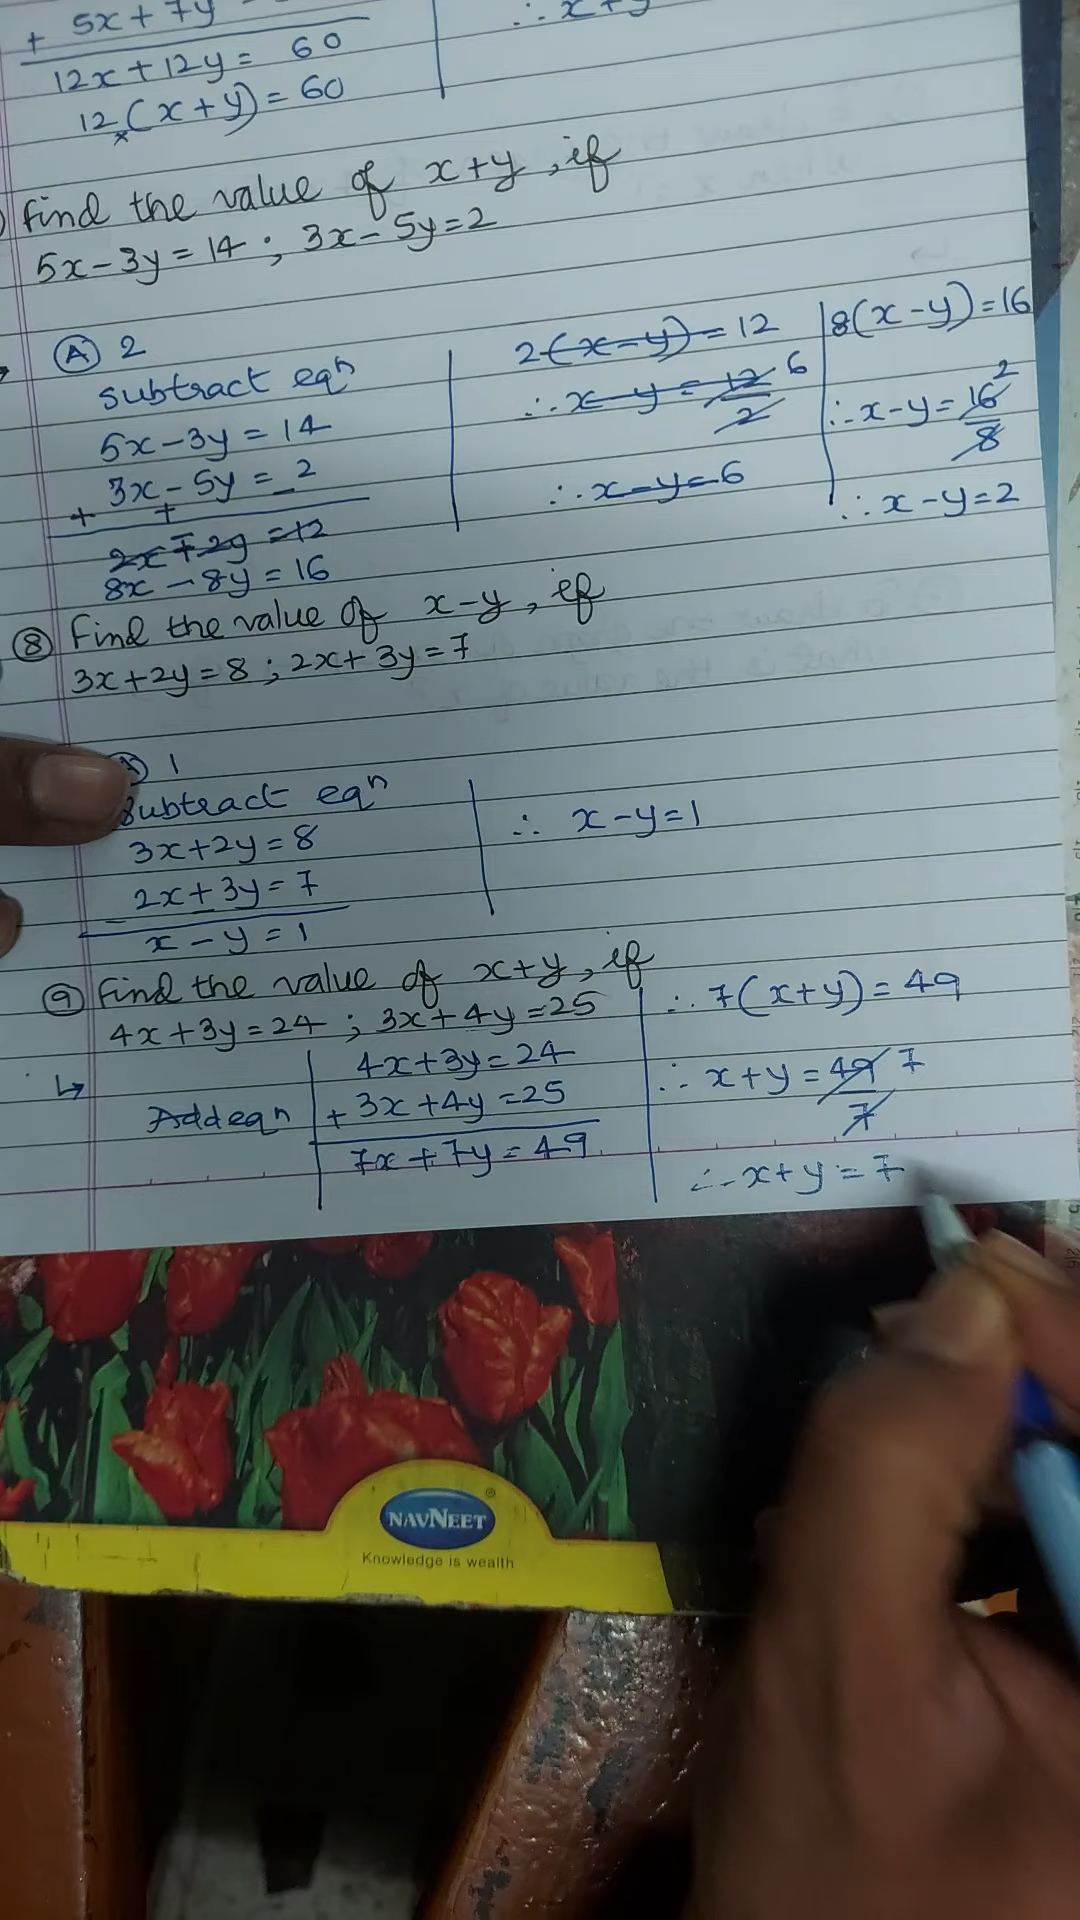 + 5x + 7y
12x + 12y = 60
12 (x + y) = 60
∴ x + y
Find the value of x+y, if
5x - 3y = 14 ; 3x - 5y = 2
Ⓐ 2
Subtract eqn
5x - 3y = 14
3x - 5y = _ 2
+ +
2x + 2y = 12
8x - 8y = 16
2(x - y) = 12
∴ x - y = 12 6
2
∴ x - y = 6
8(x - y) = 16
∴ x - y = 16 2
8
∴ x - y = 2
⑧ Find the value of x-y, if
3x + 2y = 8 ; 2x + 3y = 7
1
Subtract eqn
3x + 2y = 8
2x + 3y = 7
x - y = 1
∴ x - y = 1
⑨ Find the value of x+y, if
4x + 3y = 24 ; 3x + 4y = 25
↳
Add eqn
4x + 3y = 24
+ 3x + 4y = 25
7x + 7y = 49
∴ 7(x + y) = 49
∴ x + y = 49 7
7
∴ x + y = 7
NAVNEET
®
Knowledge is wealth